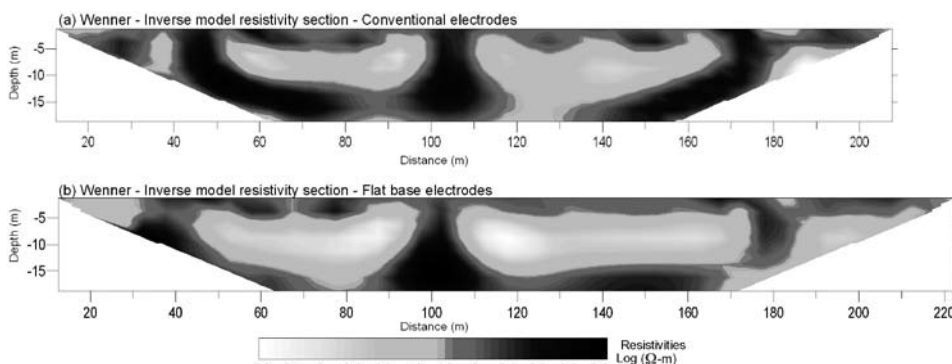 (a) Wenner - Inverse model resistivity section - Conventional electrodes
Depth (m)
-5
-10
-15
20 40 60 80 100 120 140 160 180 200
Distance (m)
(b) Wenner - Inverse model resistivity section - Flat base electrodes
Depth (m)
-5
-10
-15
20 40 60 80 100 120 140 160 180 200 220
Distance (m)
Resistivities
Log (Ω-m)